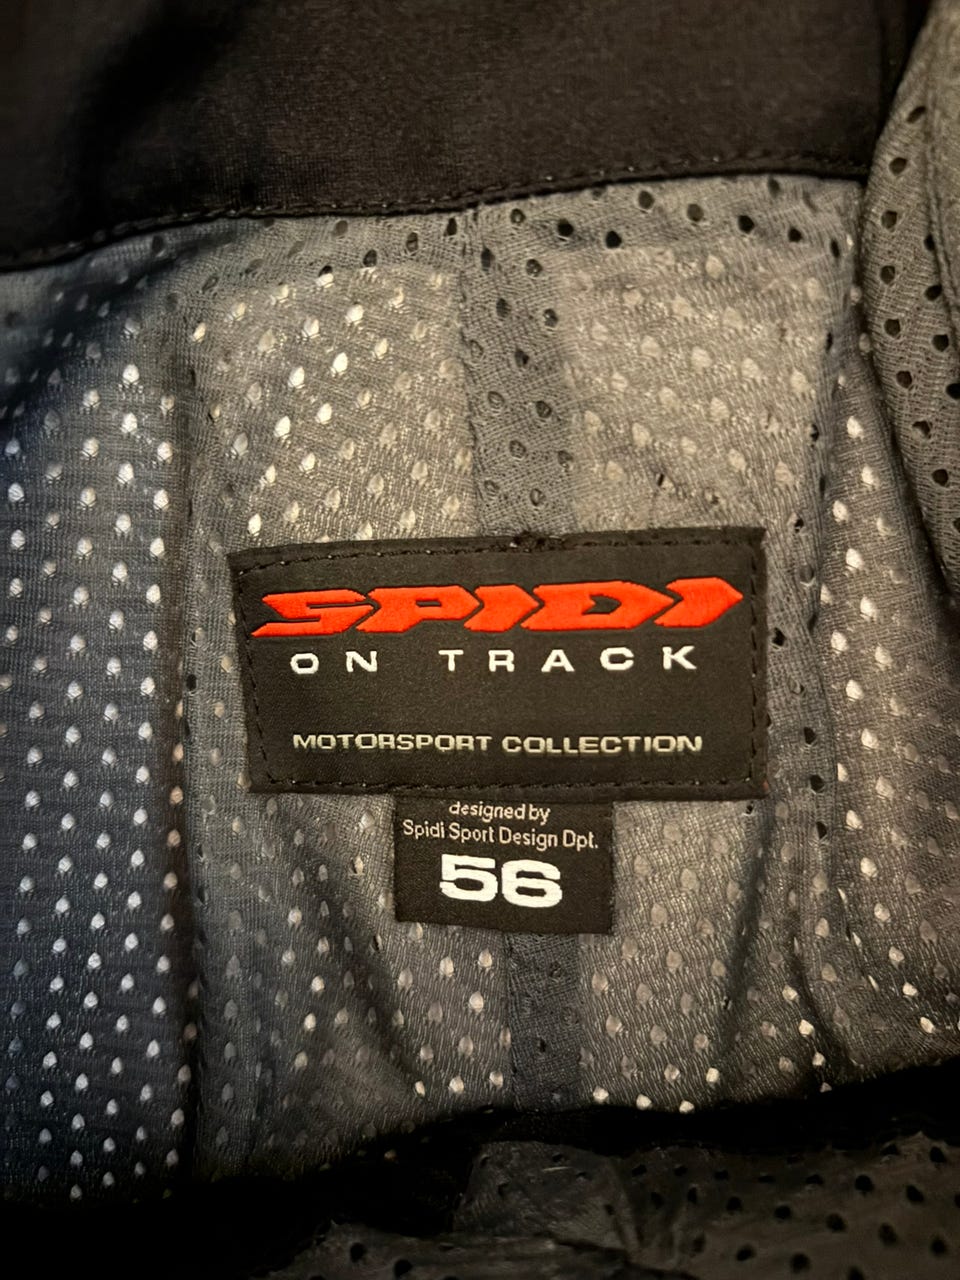 SPIDI
ON TRACK
MOTORSPORT COLLECTION
designed by
Spidi Sport Design Dpt.
56